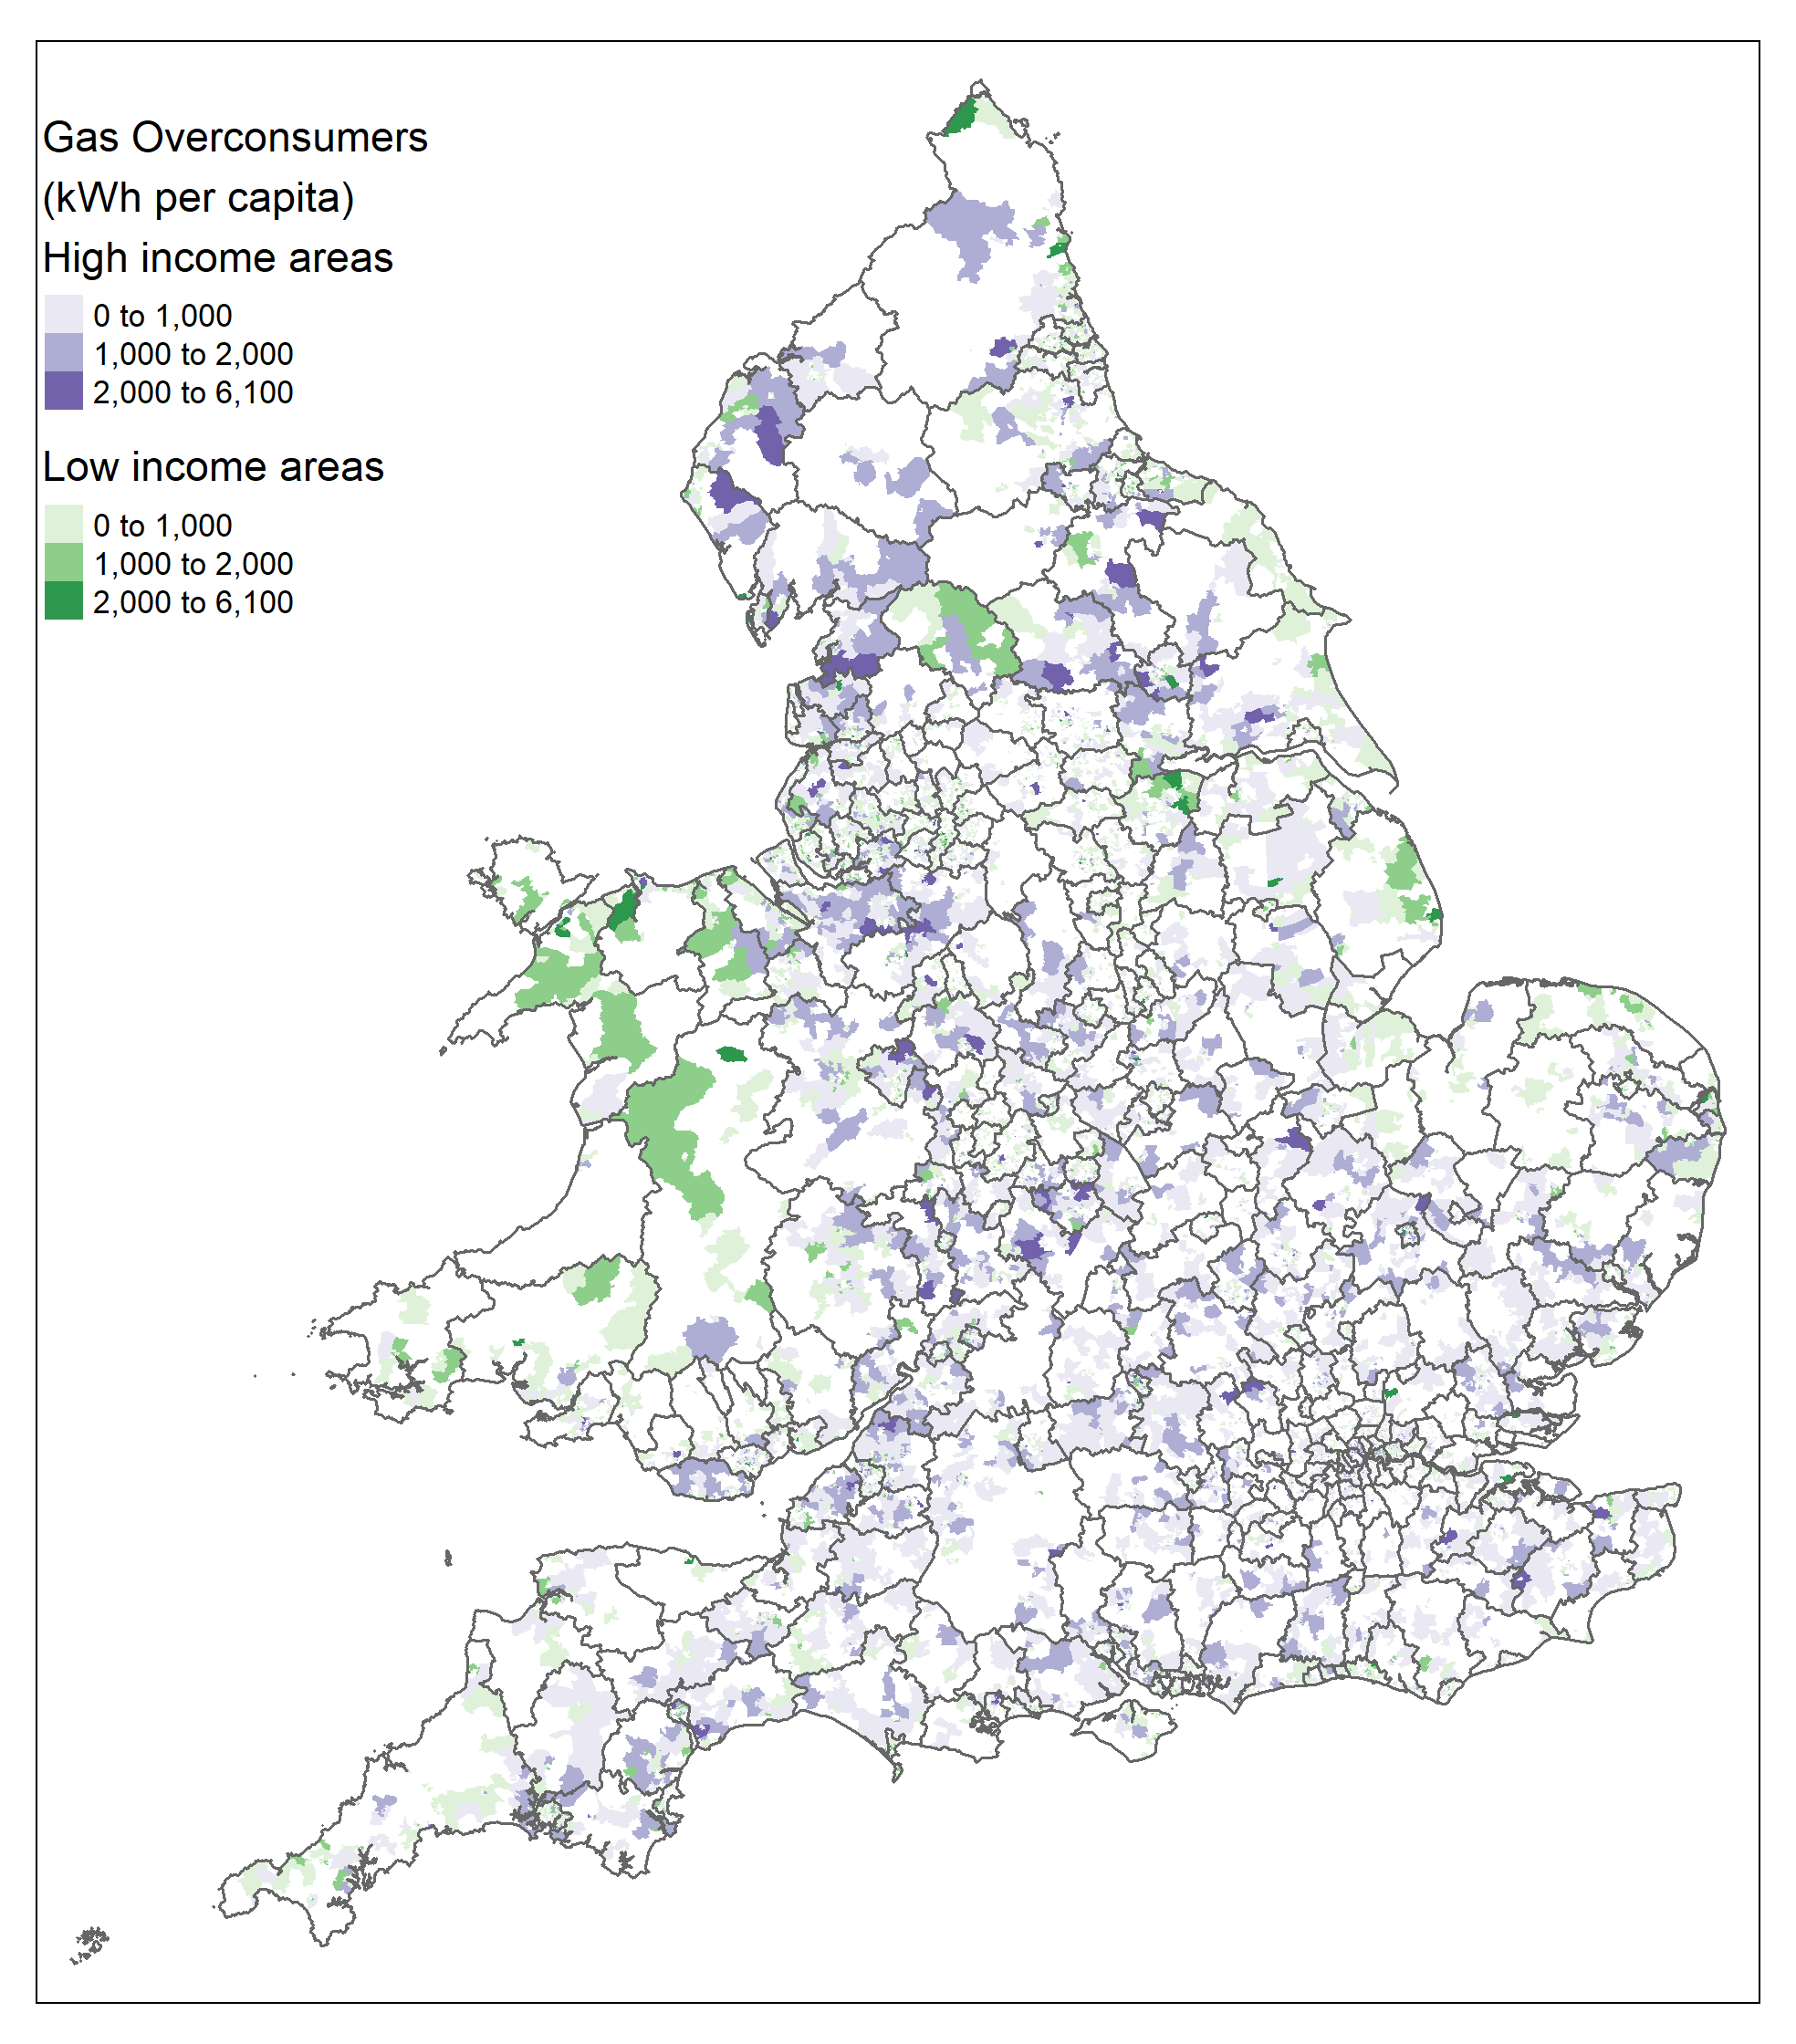 Gas Overconsumers
(kWh per capita)
High income areas
0 to 1,000
1,000 to 2,000
2,000 to 6,100
Low income areas
0 to 1,000
1,000 to 2,000
2,000 to 6,100